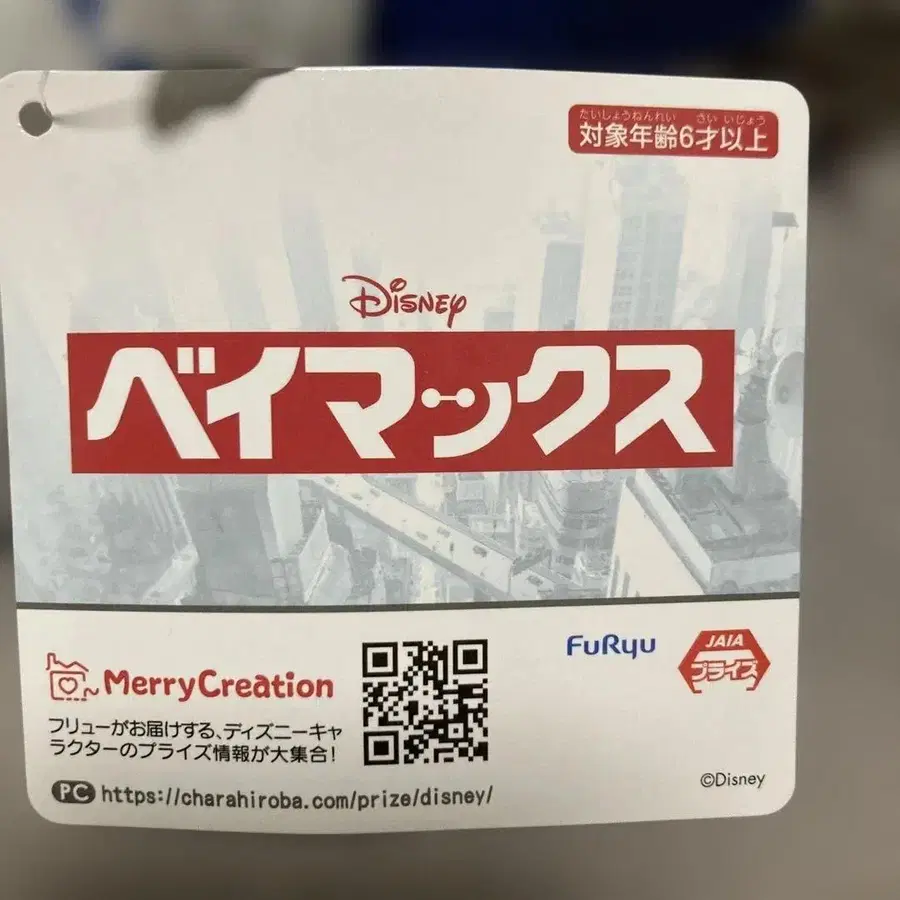 たいしょうねんれい さい いじょう
対象年齢6才以上
Disney
ベイマックス
MerryCreation
フリューがお届けする、ディズニーキャ
ラクターのプライズ情報が大集合!
PC https://charahiroba.com/prize/disney/
FuRyu
JAIA
プライズ
©Disney